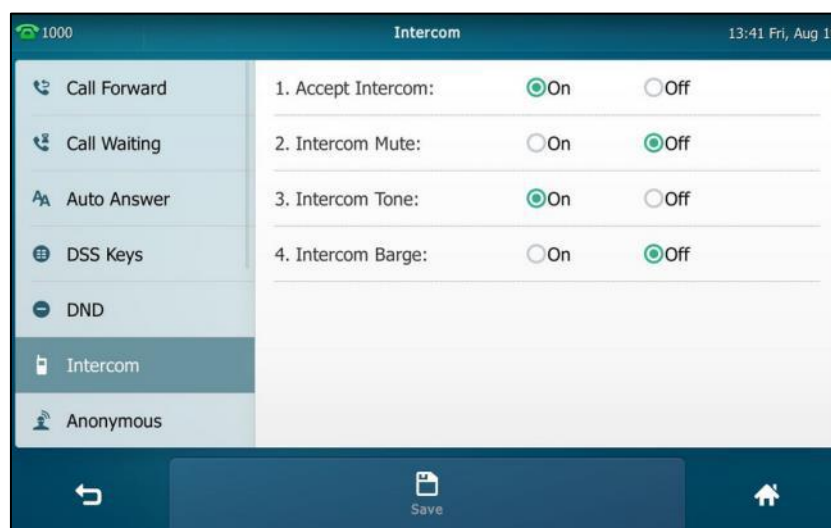 1000 Intercom 13:41 Fri, Aug 1
Call Forward
Call Waiting
Auto Answer
DSS Keys
DND
Intercom
Anonymous
1. Accept Intercom: On Off
2. Intercom Mute: On Off
3. Intercom Tone: On Off
4. Intercom Barge: On Off
Save